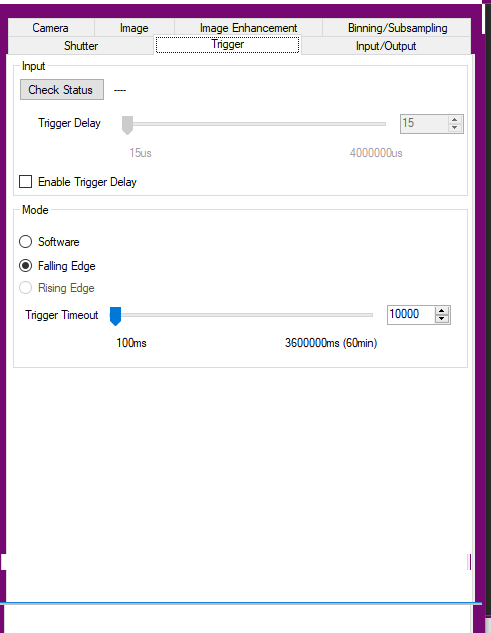 Camera Image Image Enhancement Binning/Subsampling
Shutter Trigger Input/Output
Input
Check Status ----
Trigger Delay 15
15us 4000000us
Enable Trigger Delay
Mode
Software
Falling Edge
Rising Edge
Trigger Timeout 10000
100ms 3600000ms (60min)